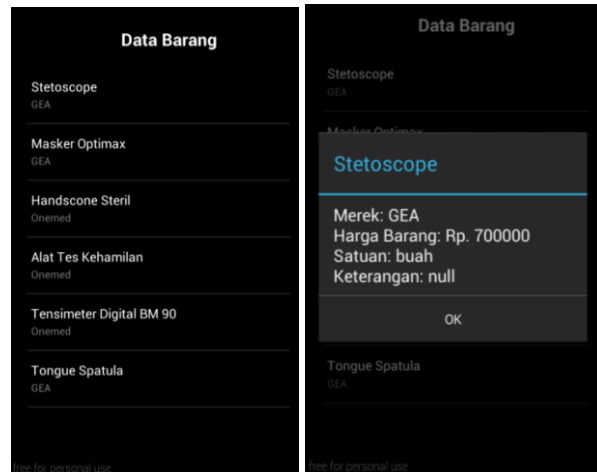 Data Barang
Stetoscope
GEA
Masker Optimax
GEA
Handscone Steril
Onemed
Alat Tes Kehamilan
Onemed
Tensimeter Digital BM 90
Onemed
Tongue Spatula
GEA
free for personal use
Data Barang
Stetoscope
GEA
Masker Optimax
Stetoscope
Merek: GEA
Harga Barang: Rp. 700000
Satuan: buah
Keterangan: null
OK
Tongue Spatula
GEA
free for personal use